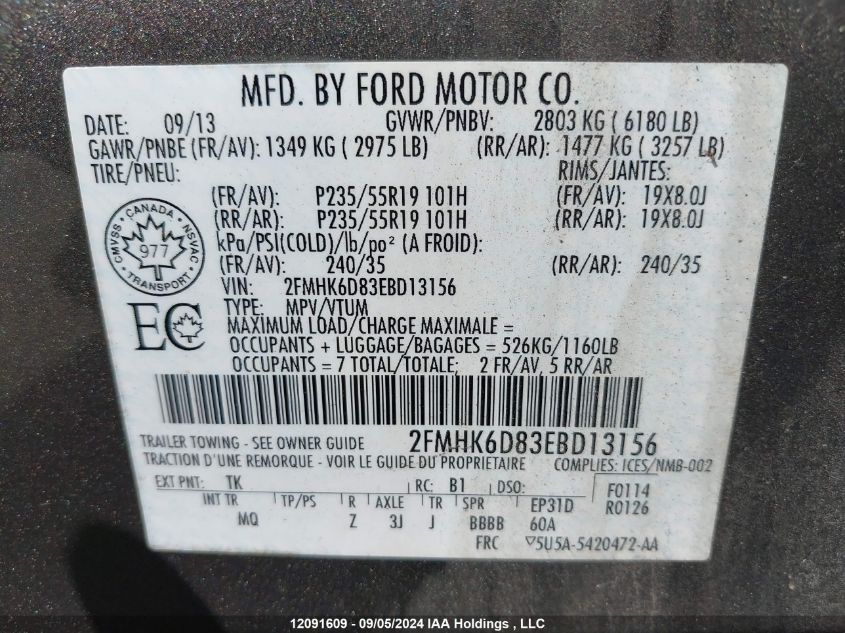 MFD. BY FORD MOTOR CO.
DATE: 09/13 GVWR/PNBV: 2803 KG ( 6180 LB)
GAWR/PNBE (FR/AV): 1349 KG ( 2975 LB) (RR/AR): 1477 KG ( 3257 LB)
TIRE/PNEU: RIMS/JANTES:
(FR/AV): P235/55R19 101H (FR/AV): 19X8.0J
(RR/AR): P235/55R19 101H (RR/AR): 19X8.0J
kPa/PSI(COLD)/lb/po² (A FROID):
(FR/AV): 240/35 (RR/AR): 240/35
CANADA
CMVSS 977 NSVAC
TRANSPORT
VIN: 2FMHK6D83EBD13156
TYPE: MPV/VTUM
EC
MAXIMUM LOAD/CHARGE MAXIMALE =
OCCUPANTS + LUGGAGE/BAGAGES = 526KG/1160LB
OCCUPANTS = 7 TOTAL/TOTALE; 2 FR/AV, 5 RR/AR
TRAILER TOWING - SEE OWNER GUIDE 2FMHK6D83EBD13156
TRACTION D'UNE REMORQUE - VOIR LE GUIDE DU PROPRIETAIRE COMPLIES: ICES/NMB-002
EXT PNT: TK RC: B1 DSO: F0114
INT TR TP/PS R AXLE TR SPR EP31D R0126
MQ Z 3J J BBBB 60A
FRC ▽5U5A-5420472-AA
12091609 - 09/05/2024 IAA Holdings , LLC